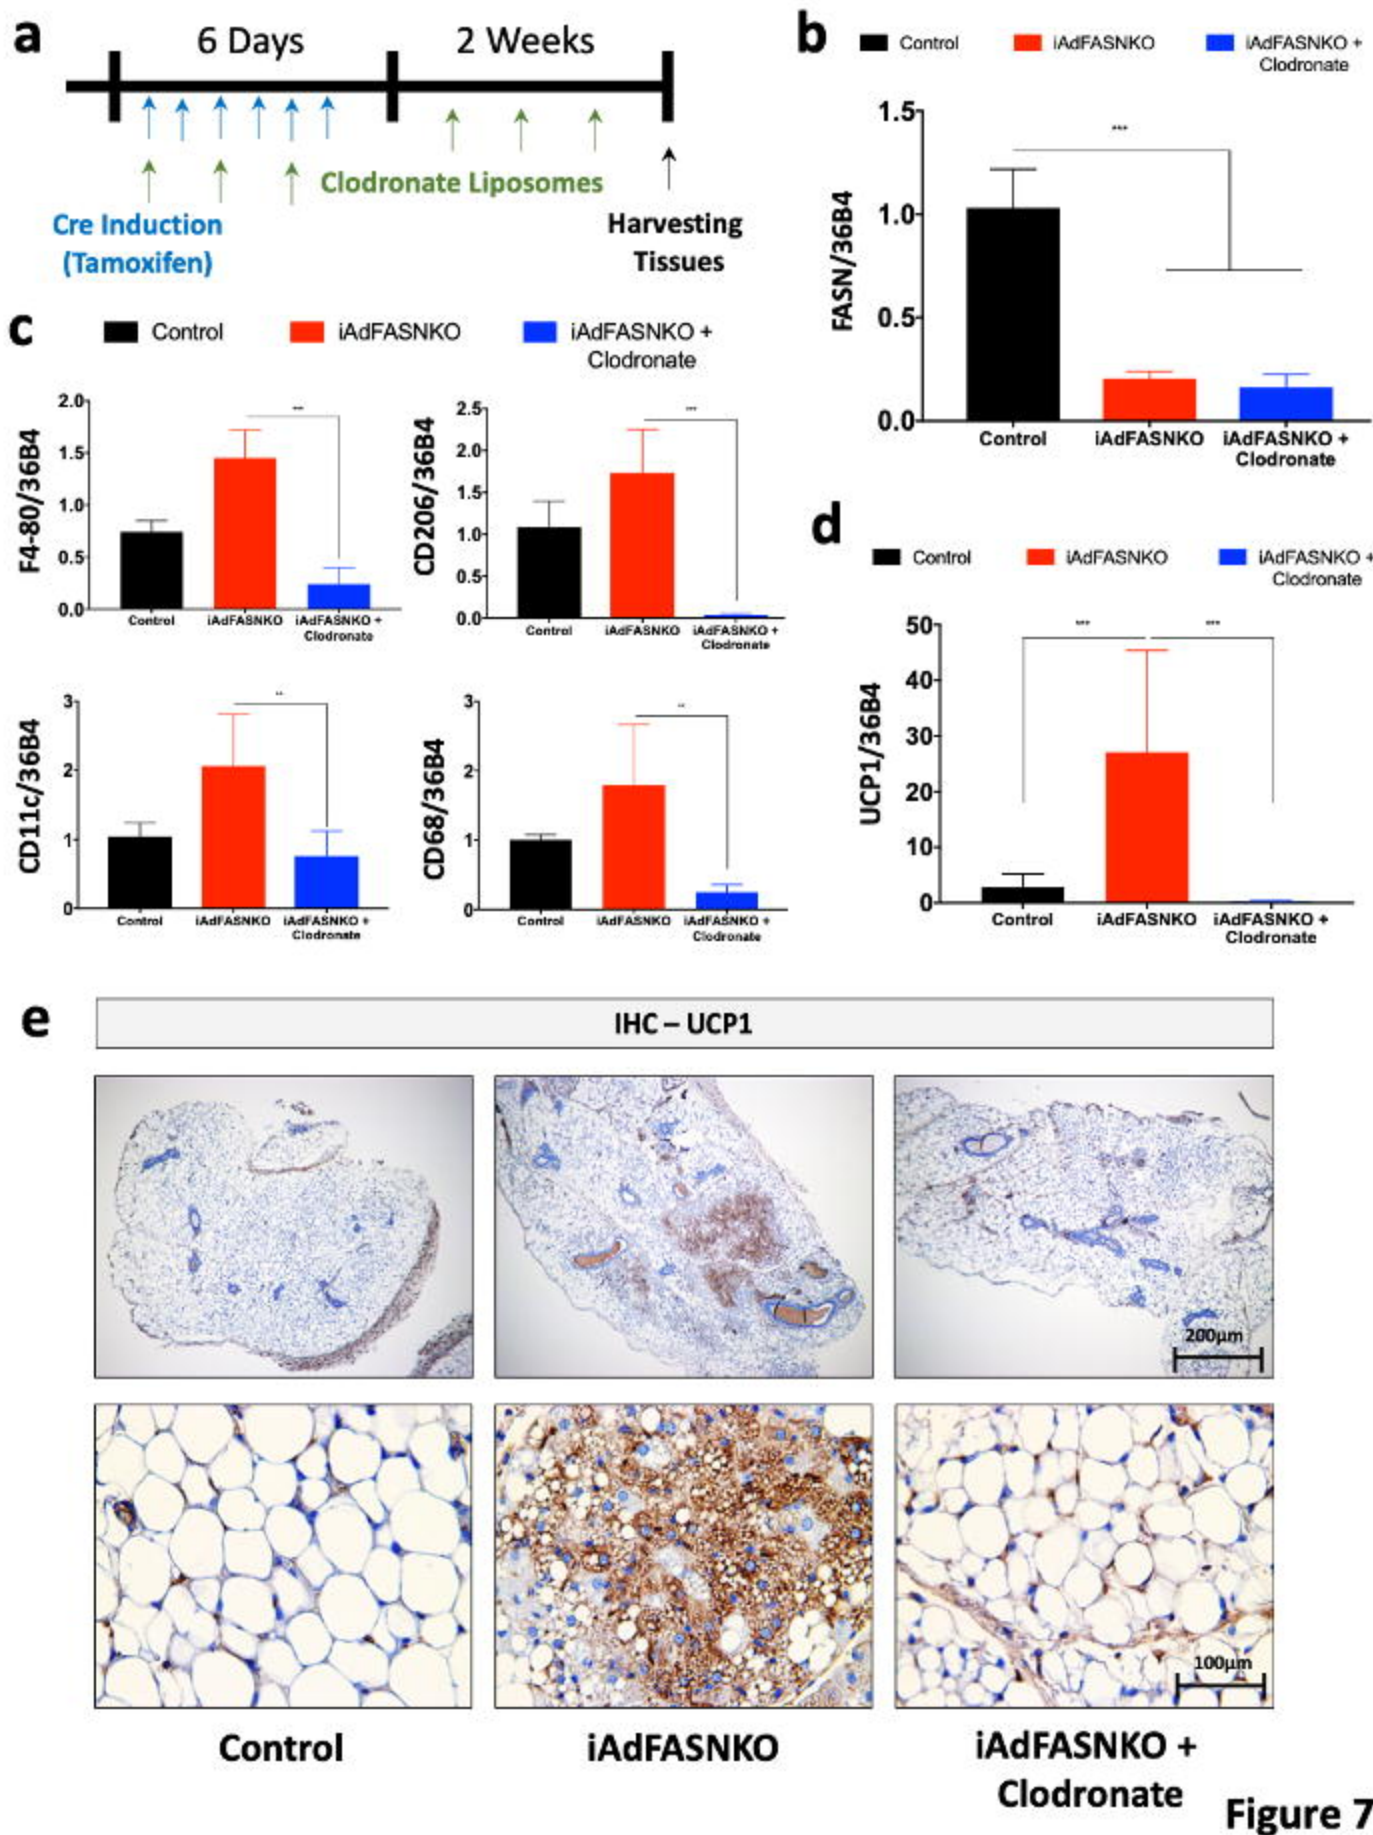 a
6 Days
2 Weeks
Clodronate Liposomes
Cre Induction
(Tamoxifen)
Harvesting
Tissues
b
Control
iAdFASNKO
iAdFASNKO +
Clodronate
FASN/36B4
1.5
1.0
0.5
0.0
***
Control
iAdFASNKO
iAdFASNKO +
Clodronate
c
Control
iAdFASNKO
iAdFASNKO +
Clodronate
F4-80/36B4
2.0
1.5
1.0
0.5
0.0
***
Control
iAdFASNKO
iAdFASNKO +
Clodronate
CD206/36B4
2.5
2.0
1.5
1.0
0.5
0.0
***
Control
iAdFASNKO
iAdFASNKO +
Clodronate
CD11c/36B4
3
2
1
0
**
Control
iAdFASNKO
iAdFASNKO +
Clodronate
CD68/36B4
3
2
1
0
**
Control
iAdFASNKO
iAdFASNKO +
Clodronate
d
Control
iAdFASNKO
iAdFASNKO +
Clodronate
UCP1/36B4
50
40
30
20
10
0
***
***
Control
iAdFASNKO
iAdFASNKO +
Clodronate
e
IHC – UCP1
200µm
100µm
Control
iAdFASNKO
iAdFASNKO +
Clodronate
Figure 7